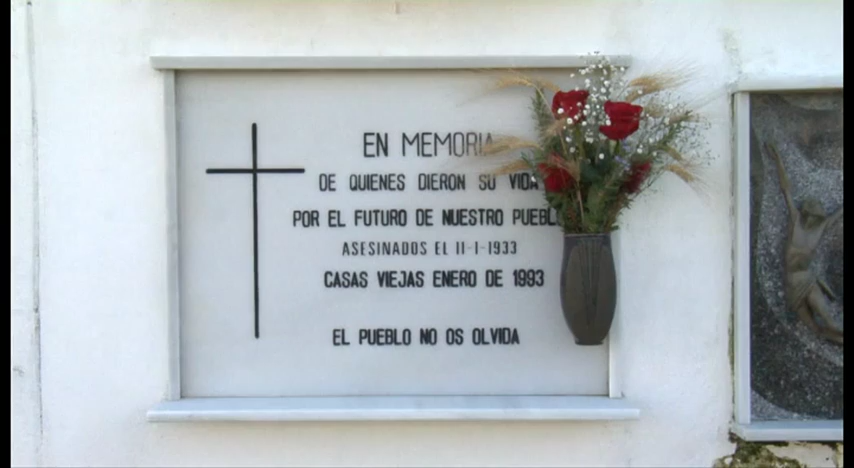 EN MEMORIA
DE QUIENES DIERON SU VIDA
POR EL FUTURO DE NUESTRO PUEBLO
ASESINADOS EL 11-1-1933
CASAS VIEJAS ENERO DE 1993
EL PUEBLO NO OS OLVIDA